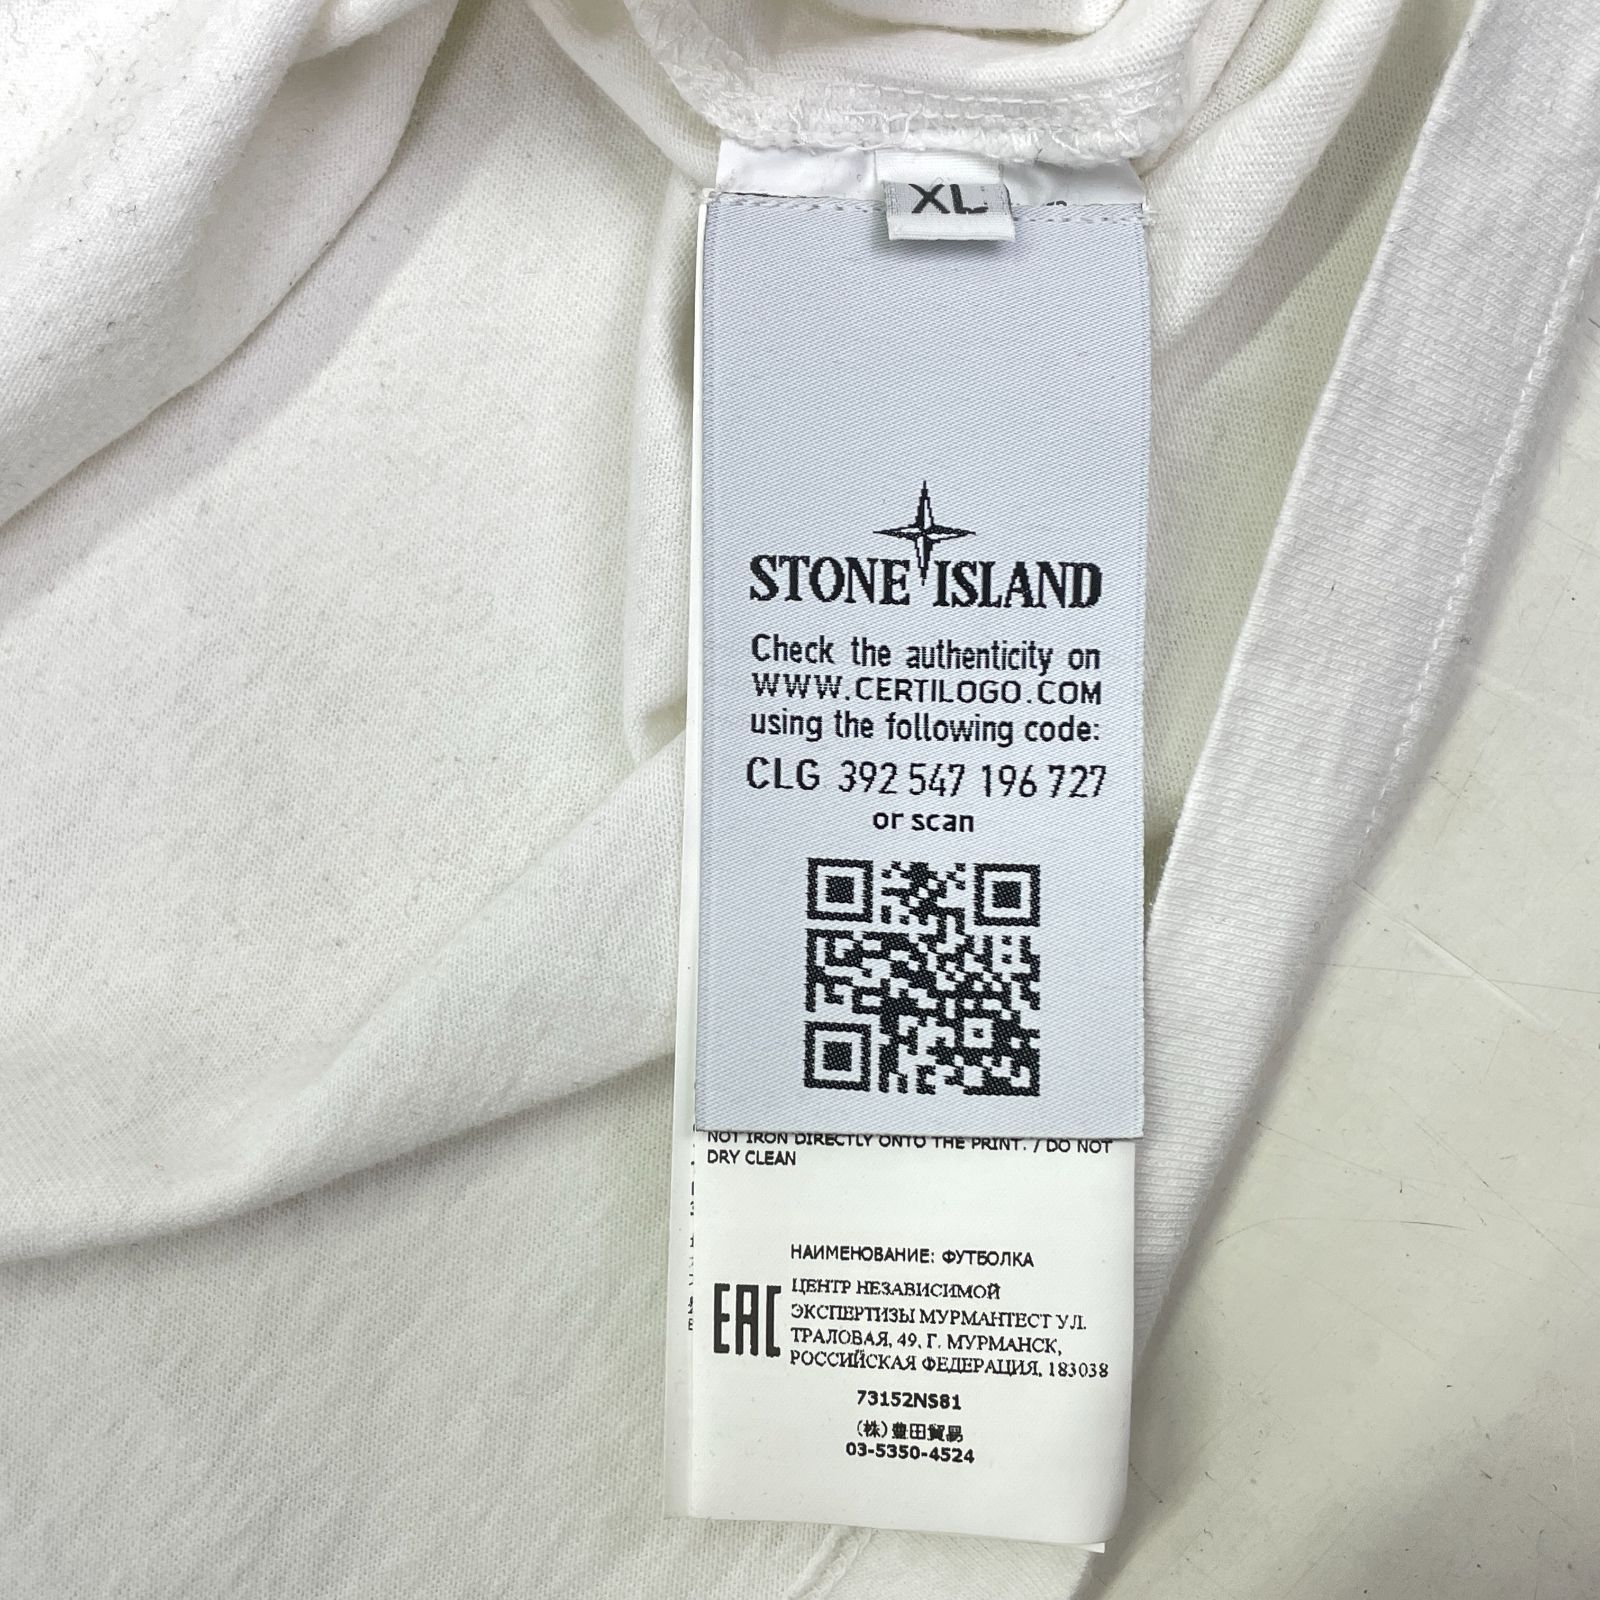 XL
STONE ISLAND
Check the authenticity on
WWW.CERTILOGO.COM
using the following code:
CLG 392 547 196 727
or scan
NOT IRON DIRECTLY ONTO THE PRINT. / DO NOT
DRY CLEAN
НАИМЕНОВАНИЕ: ФУТБОЛКА
EAC
ЦЕНТР НЕЗАВИСИМОЙ
ЭКСПЕРТИЗЫ МУРМАНТЕСТ УЛ.
ТРАЛОВАЯ, 49, Г. МУРМАНСК,
РОССИЙСКАЯ ФЕДЕРАЦИЯ, 183038
73152NS81
(株)豊田貿易
03-5350-4524